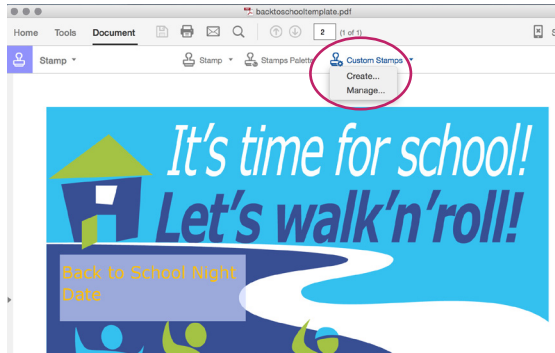 backtoschooltemplate.pdf
Home Tools Document 2 (1 of 1)
Stamp Stamp Stamps Palette Custom Stamps
Create...
Manage...
It's time for school!
Let's walk'n'roll!
Back to School Night
Date